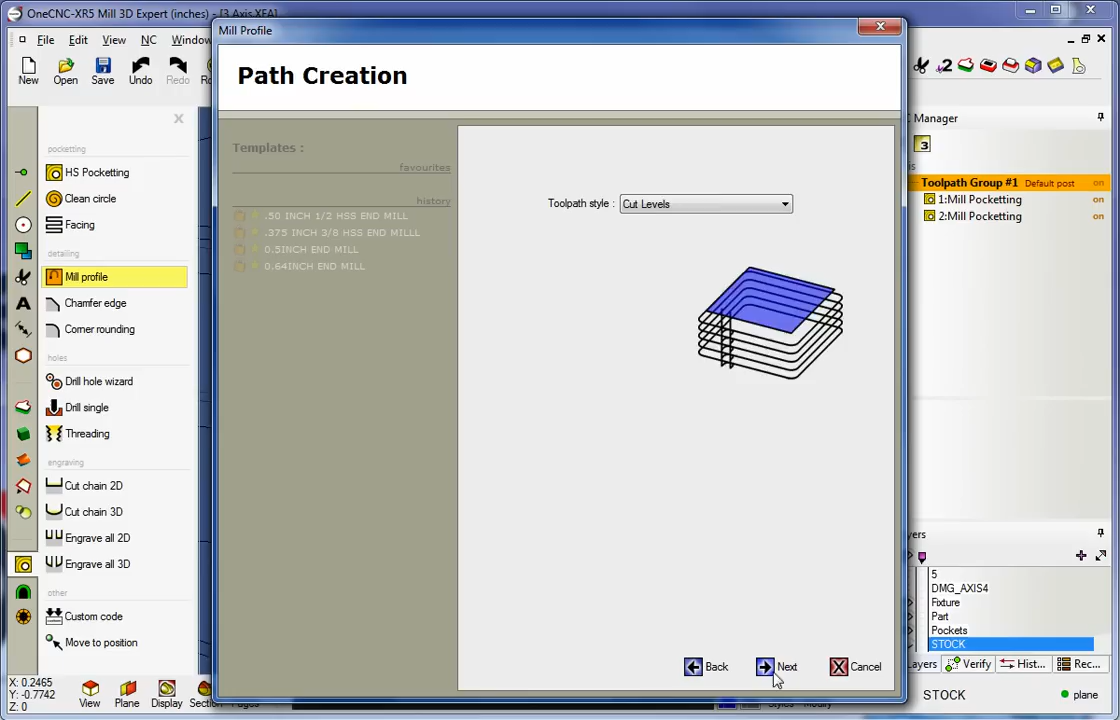 OneCNC-XR5 Mill 3D Expert (inches) - [3 Axis.XFA]
File Edit View NC Window
New Open Save Undo Redo
Mill Profile
Path Creation
Templates :
favourites
history
.50 INCH 1/2 HSS END MILL
.375 INCH 3/8 HSS END MILLL
0.5INCH END MILL
0.64INCH END MILL
Toolpath style : Cut Levels
Back Next Cancel
pocketting
HS Pocketting
Clean circle
Facing
detailing
Mill profile
Chamfer edge
Corner rounding
holes
Drill hole wizard
Drill single
Threading
engraving
Cut chain 2D
Cut chain 3D
Engrave all 2D
Engrave all 3D
other
Custom code
Move to position
Manager
3
Toolpath Group #1 Default post on
1:Mill Pocketting on
2:Mill Pocketting on
5
DMG_AXIS4
Fixture
Part
Pockets
STOCK
Verify Hist... Rec...
X: 0.2465
Y: -0.7742
Z: 0
View Plane Display
STOCK plane